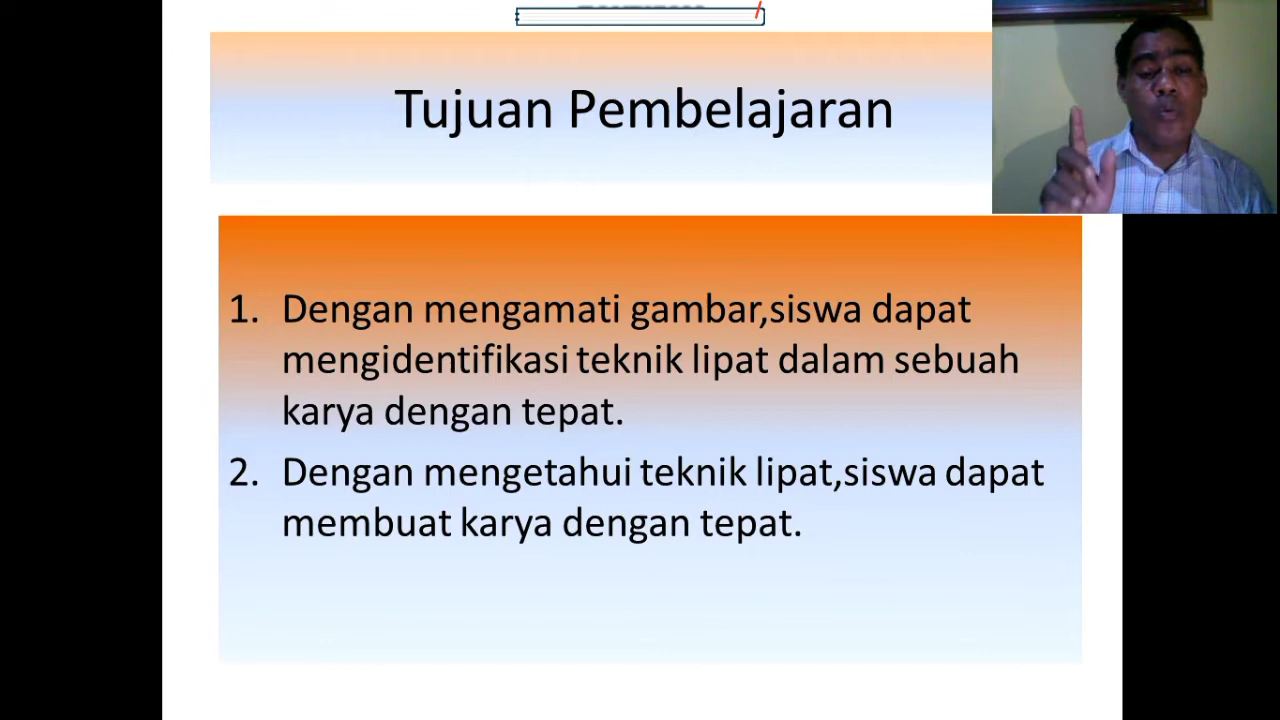 Tujuan Pembelajaran
1. Dengan mengamati gambar,siswa dapat
mengidentifikasi teknik lipat dalam sebuah
karya dengan tepat.
2. Dengan mengetahui teknik lipat,siswa dapat
membuat karya dengan tepat.